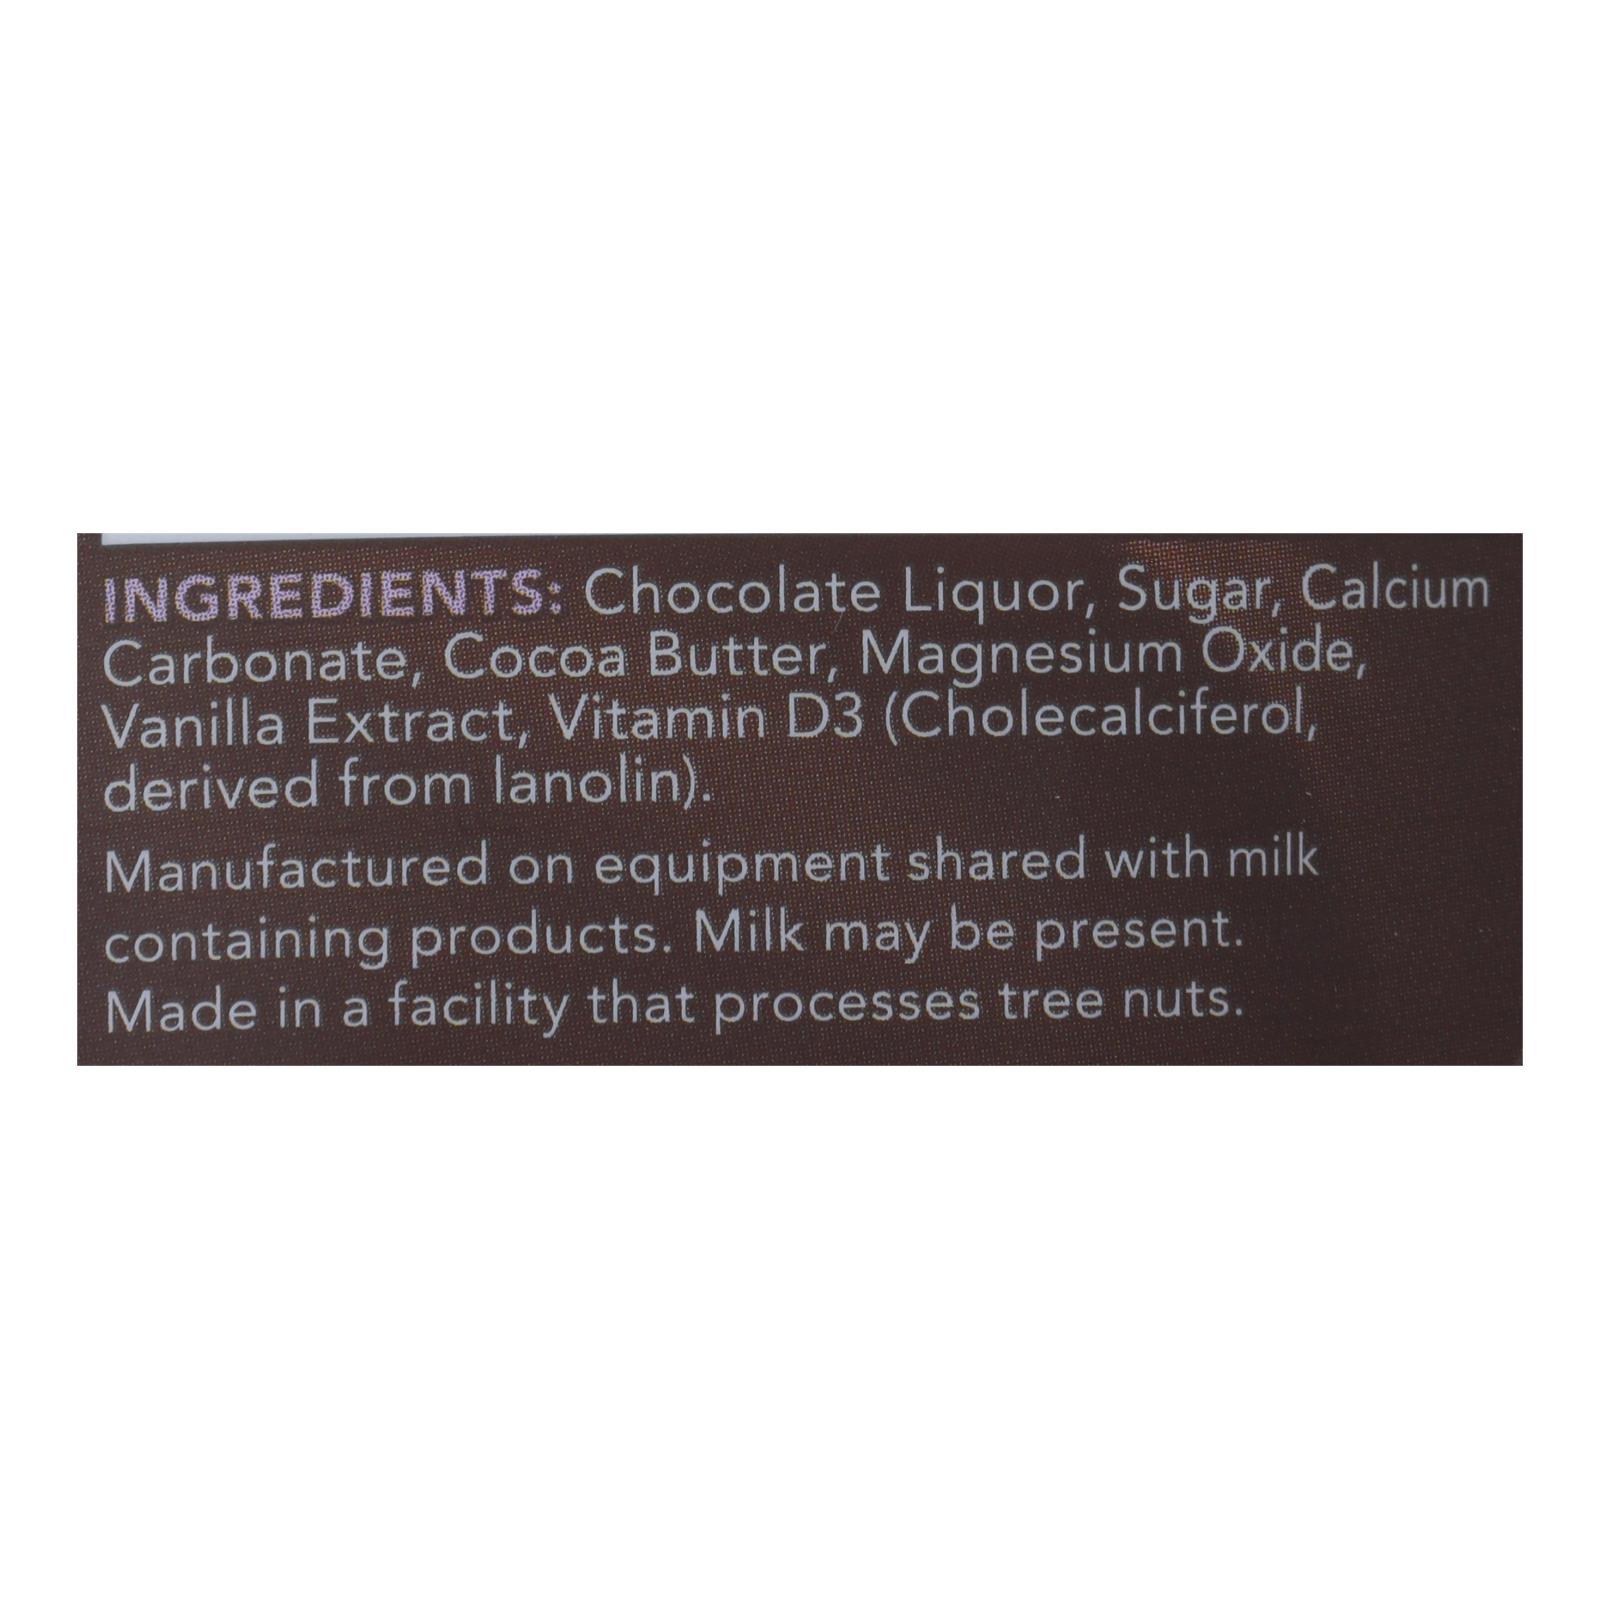 INGREDIENTS: Chocolate Liquor, Sugar, Calcium
Carbonate, Cocoa Butter, Magnesium Oxide,
Vanilla Extract, Vitamin D3 (Cholecalciferol,
derived from lanolin).
Manufactured on equipment shared with milk
containing products. Milk may be present.
Made in a facility that processes tree nuts.